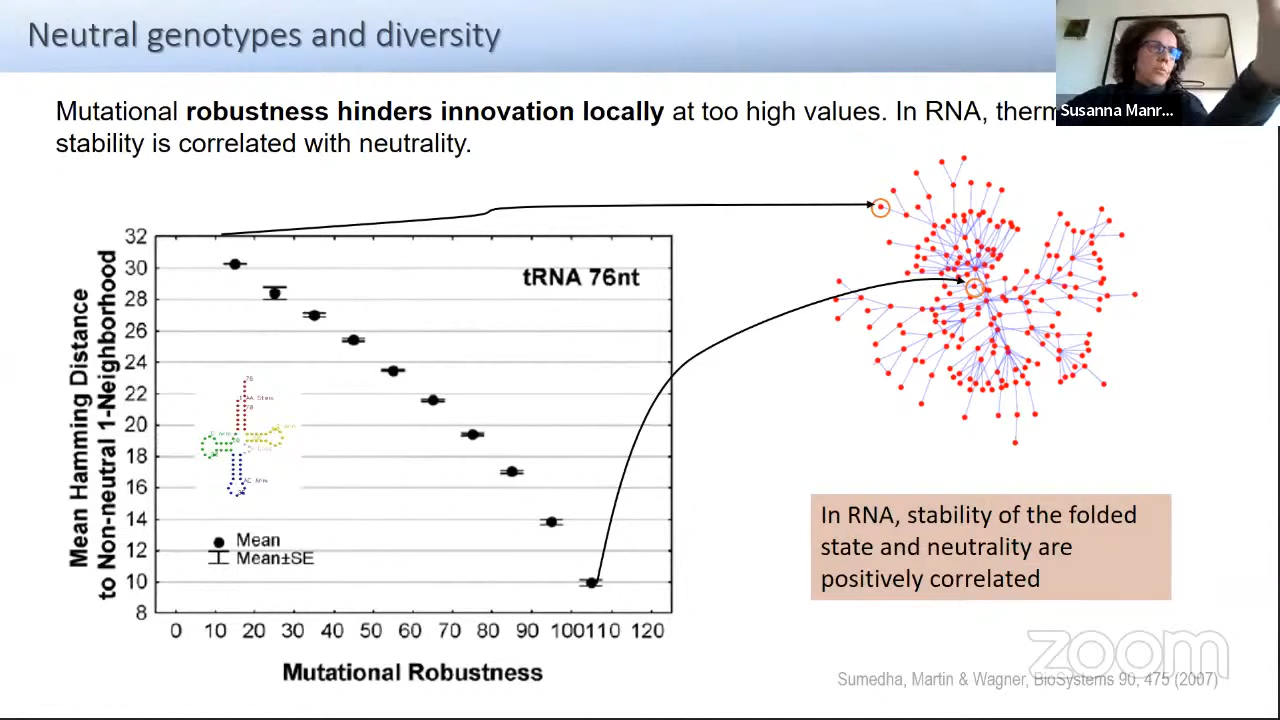 Neutral genotypes and diversity
Susanna Manr...
Mutational robustness hinders innovation locally at too high values. In RNA,
stability is correlated with neutrality.
32
30
28
26
24
22
20
18
16
14
12
10
8
Mean Hamming Distance
to Non-neutral 1-Neighborhood
tRNA 76nt
76
70
AC Arm
Mean
Mean±SE
0 10 20 30 40 50 60 70 80 90 100 110 120
Mutational Robustness
In RNA, stability of the folded
state and neutrality are
positively correlated
zoom
Sumedha, Martin & Wagner, BioSystems 90, 475 (2007)